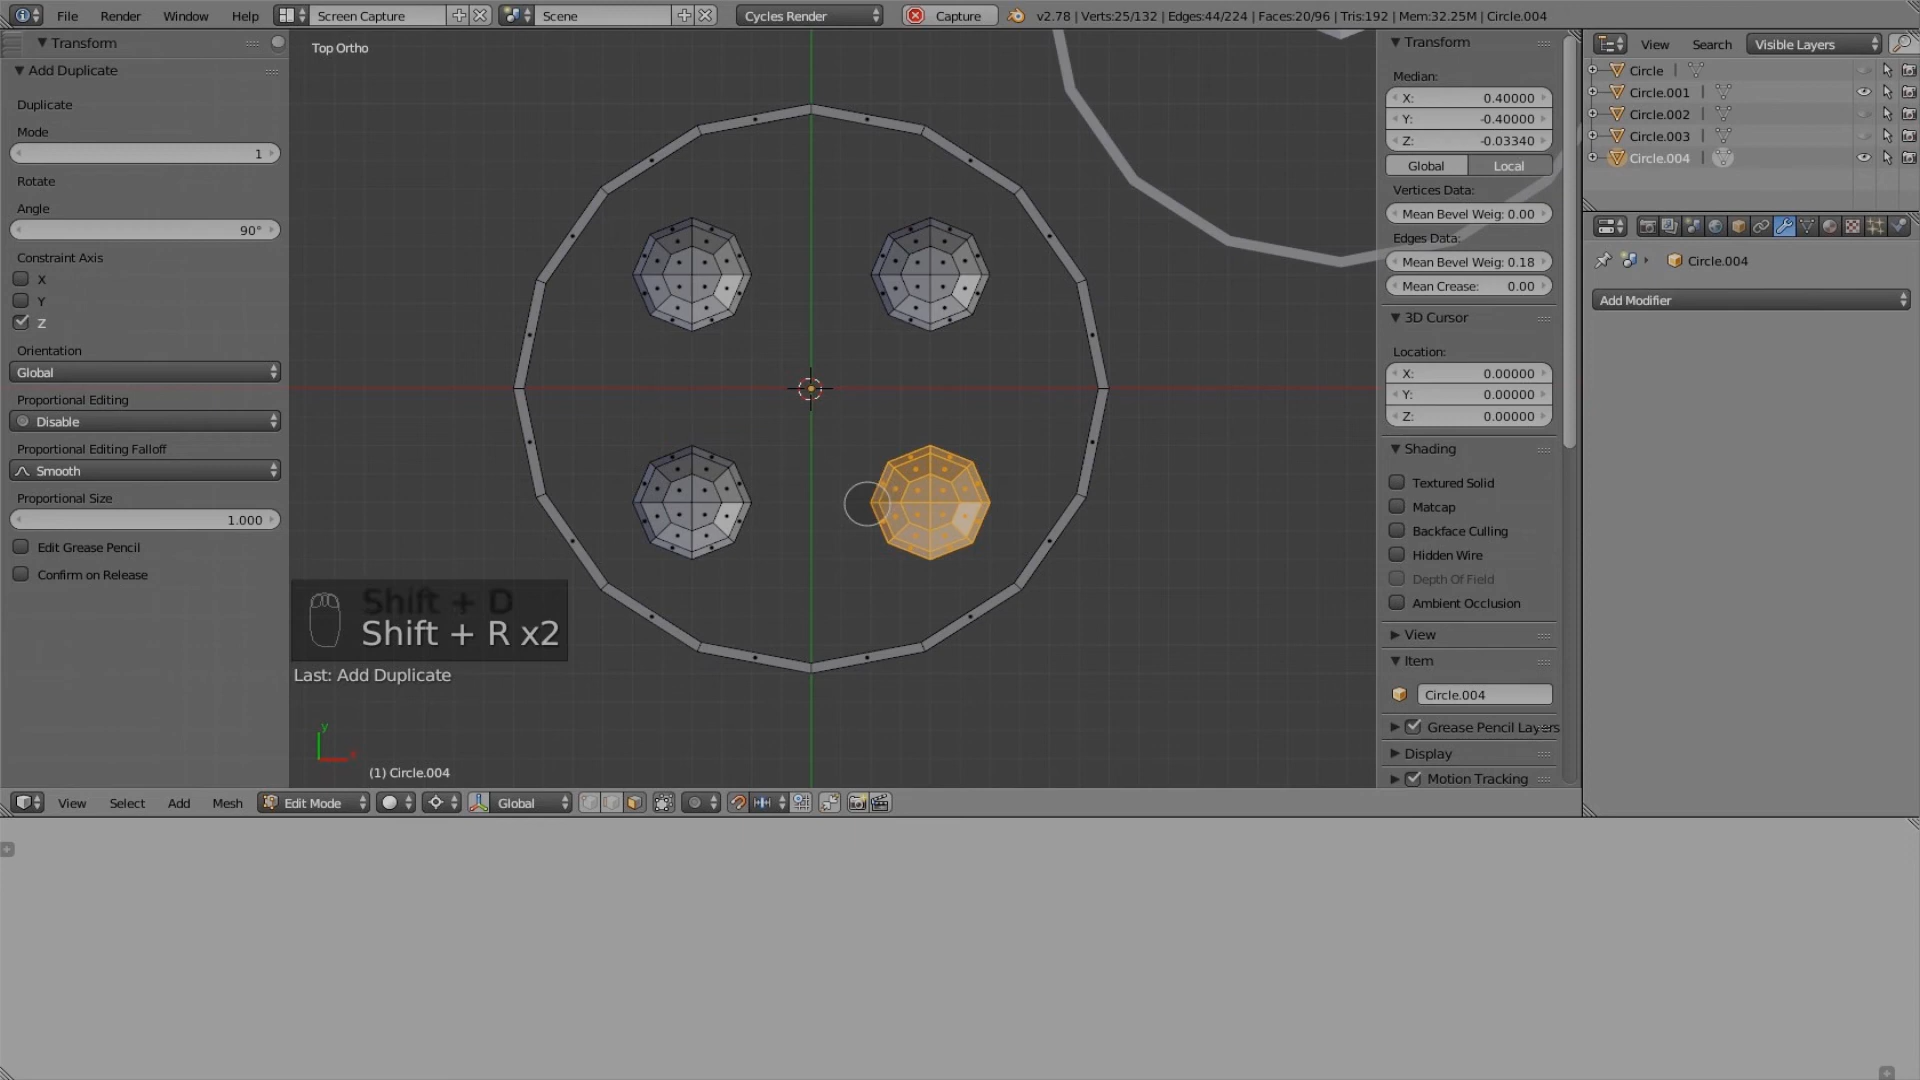 File Render Window Help Screen Capture Scene Cycles Render Capture v2.78 | Verts:25/132 | Edges:44/224 | Faces:20/96 | Tris:192 | Mem:32.25M | Circle.004
Transform
Add Duplicate
Duplicate
Mode
1
Rotate
Angle
90°
Constraint Axis
X
Y
Z
Orientation
Global
Proportional Editing
Disable
Proportional Editing Falloff
Smooth
Proportional Size
1.000
Edit Grease Pencil
Confirm on Release
Top Ortho
Shift + D
Shift + R x2
Last: Add Duplicate
y
(1) Circle.004
Transform
Median:
X: 0.40000
Y: -0.40000
Z: -0.03340
Global Local
Vertices Data:
Mean Bevel Weig: 0.00
Edges Data:
Mean Bevel Weig: 0.18
Mean Crease: 0.00
3D Cursor
Location:
X: 0.00000
Y: 0.00000
Z: 0.00000
Shading
Textured Solid
Matcap
Backface Culling
Hidden Wire
Depth Of Field
Ambient Occlusion
View
Item
Circle.004
Grease Pencil Layers
Display
Motion Tracking
View Search Visible Layers
Circle
Circle.001
Circle.002
Circle.003
Circle.004
Circle.004
Add Modifier
View Select Add Mesh Edit Mode Global